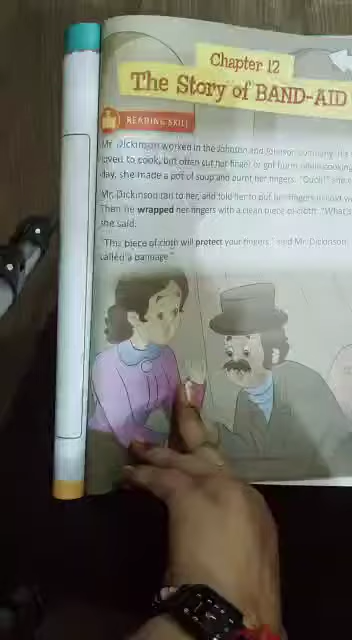 Chapter 12
The Story of BAND-AID
READING SKILL
Mr. Dickinson worked in the Johnson and Johnson company. His
loved to cook, but often cut her finger or got burnt while cooking
day, she made a pot of soup and burnt her fingers. "Ouch!" she
Mr. Dickinson ran to her, and told her to put her fingers in cold
Then he wrapped her fingers with a clean piece of cloth. "What's
she said.
"This piece of cloth will protect your fingers," said Mr. Dickinson.
called a bandage."